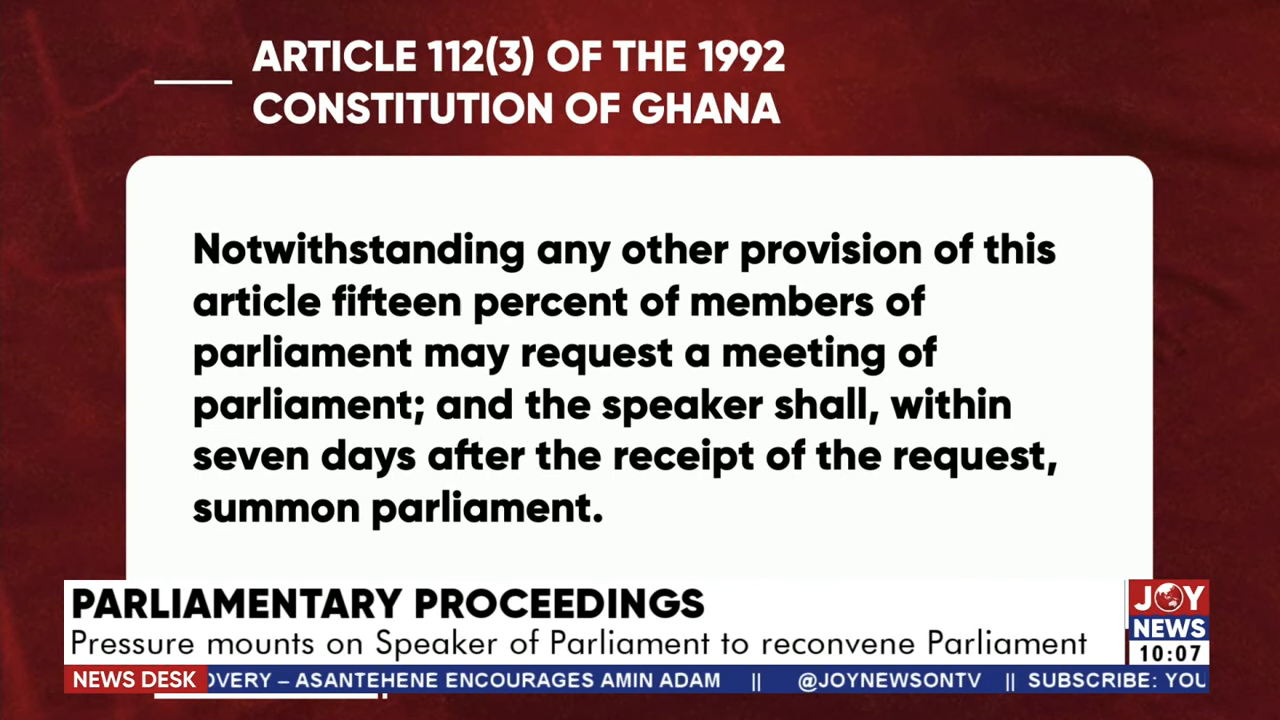 ARTICLE 112(3) OF THE 1992
CONSTITUTION OF GHANA
Notwithstanding any other provision of this
article fifteen percent of members of
parliament may request a meeting of
parliament; and the speaker shall, within
seven days after the receipt of the request,
summon parliament.
PARLIAMENTARY PROCEEDINGS
Pressure mounts on Speaker of Parliament to reconvene Parliament
JOY
NEWS
10:07
NEWS DESK OVERY – ASANTEHENE ENCOURAGES AMIN ADAM || @JOYNEWSONTV || SUBSCRIBE: YOU